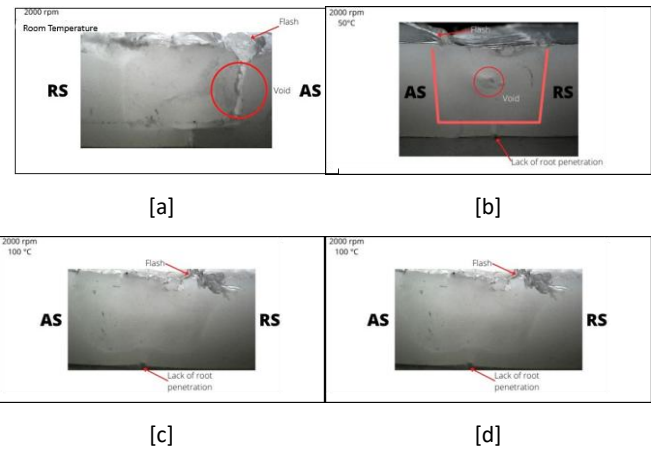 2000 rpm
Room Temperature
Flash
RS
Void
AS
[a]
2000 rpm
50°C
Flash
AS
Void
RS
Lack of root penetration
[b]
2000 rpm
100 °C
Flash
AS
RS
Lack of root
penetration
[c]
2000 rpm
100 °C
Flash
AS
RS
Lack of root
penetration
[d]